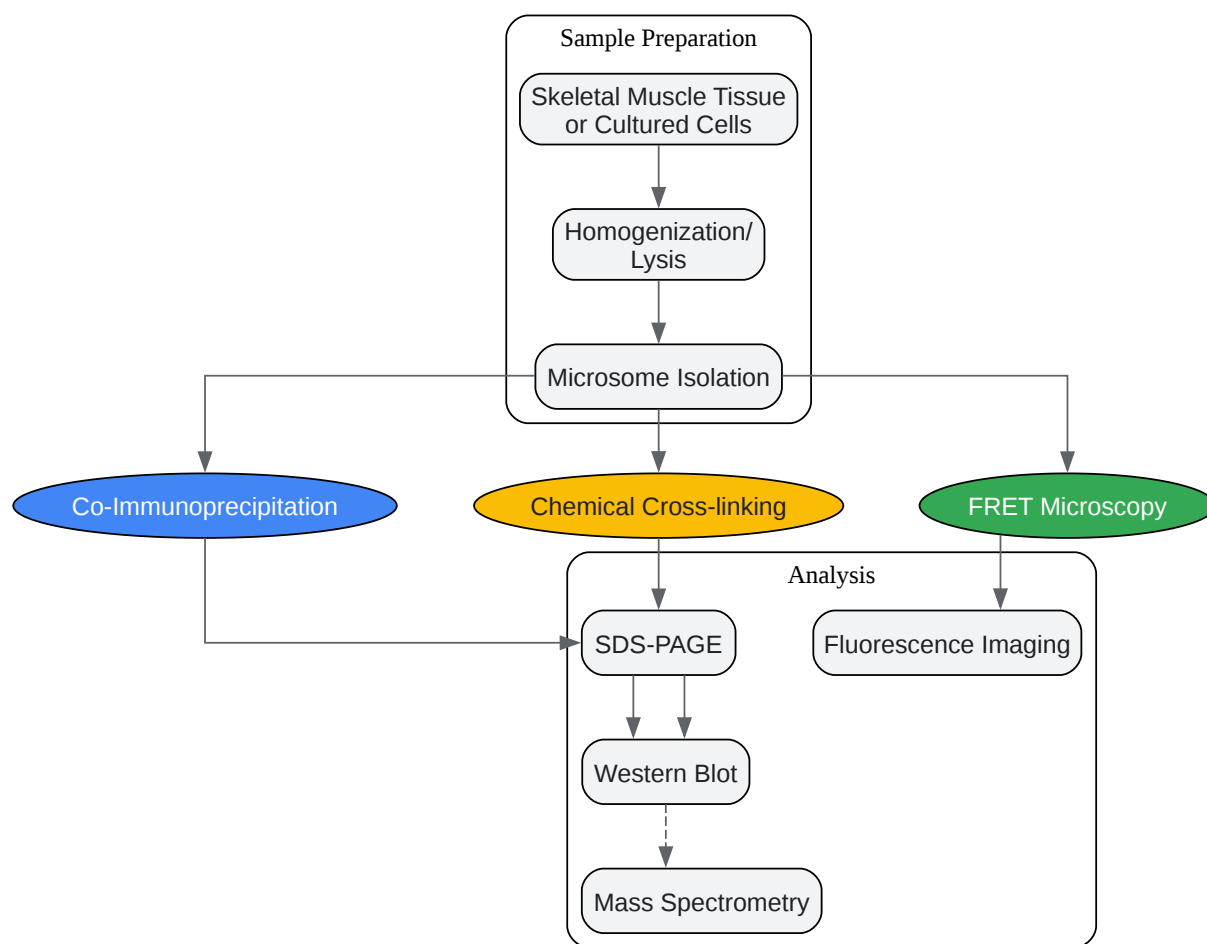 Sample Preparation
Skeletal Muscle Tissue
or Cultured Cells
Homogenization/
Lysis
Microsome Isolation
Co-Immunoprecipitation
Chemical Cross-linking
FRET Microscopy
Analysis
SDS-PAGE
Fluorescence Imaging
Western Blot
Mass Spectrometry